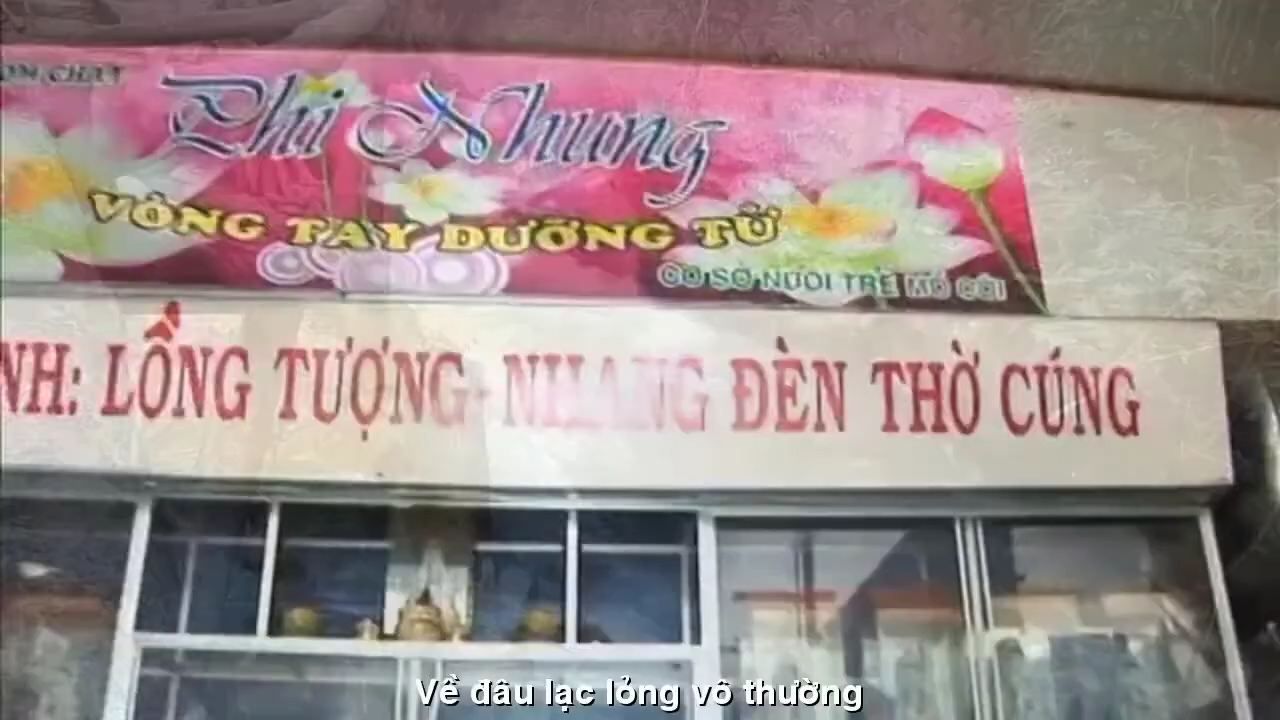 Phi Nhung
VÒNG TAY DƯỠNG TỬ
CƠ SỞ NUÔI TRẺ MỒ CÔI
NH: LỒNG TƯỢNG - NHANG ĐÈN THỜ CÚNG
Về đâu lạc lỏng vô thường